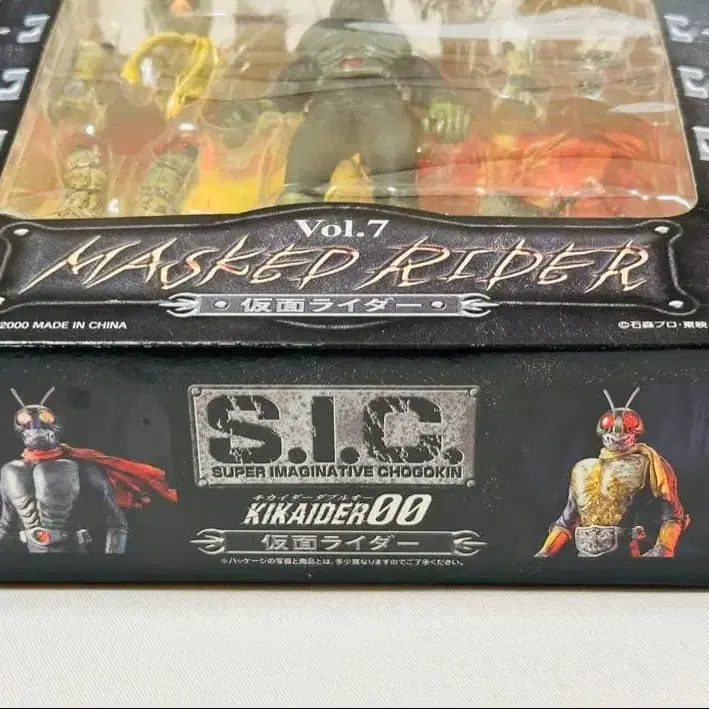 Vol.7
MASKED RIDER
・仮面ライダー・
2000 MADE IN CHINA
©石森プロ・東映
S.I.C.
SUPER IMAGINATIVE CHOGOKIN
キカイダーダブルオー
KIKAIDER00
仮面ライダー
※パッケージの写真と商品とは、多少異なりますのでご了承ください。